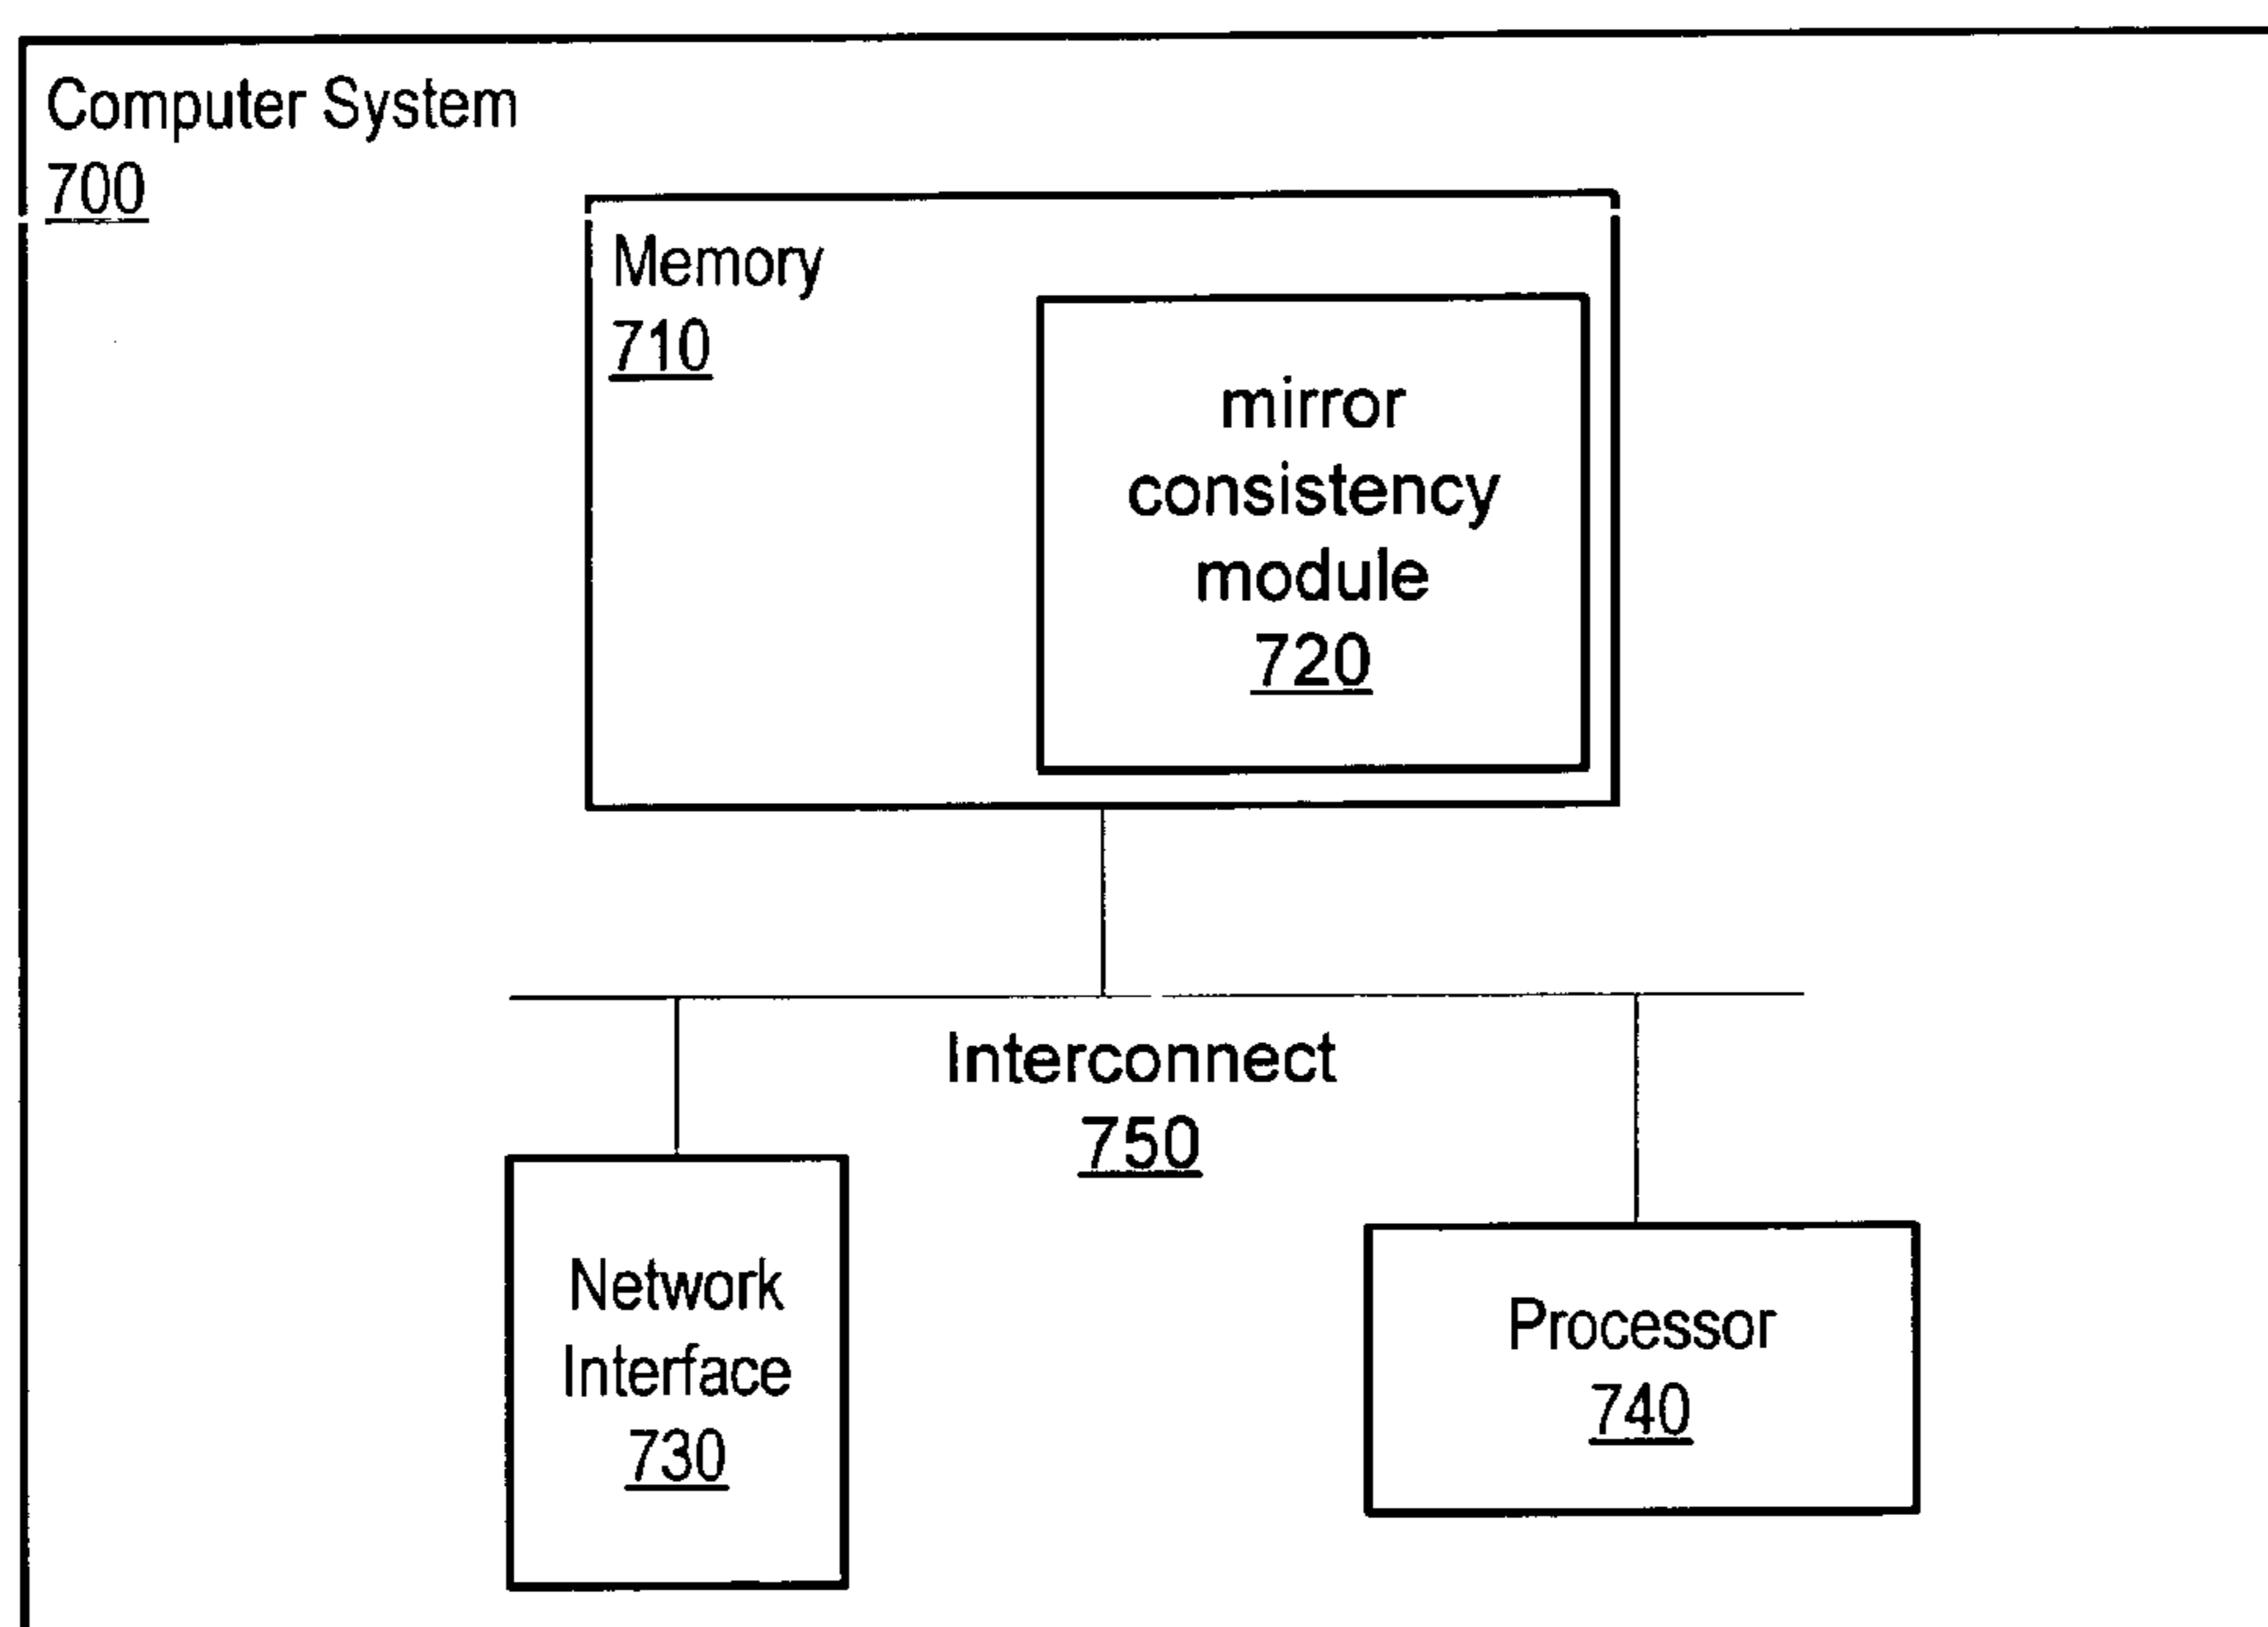 Computer System
700
Memory
710
mirror
consistency
module
720
Interconnect
750
Network
Interface
730
Processor
740